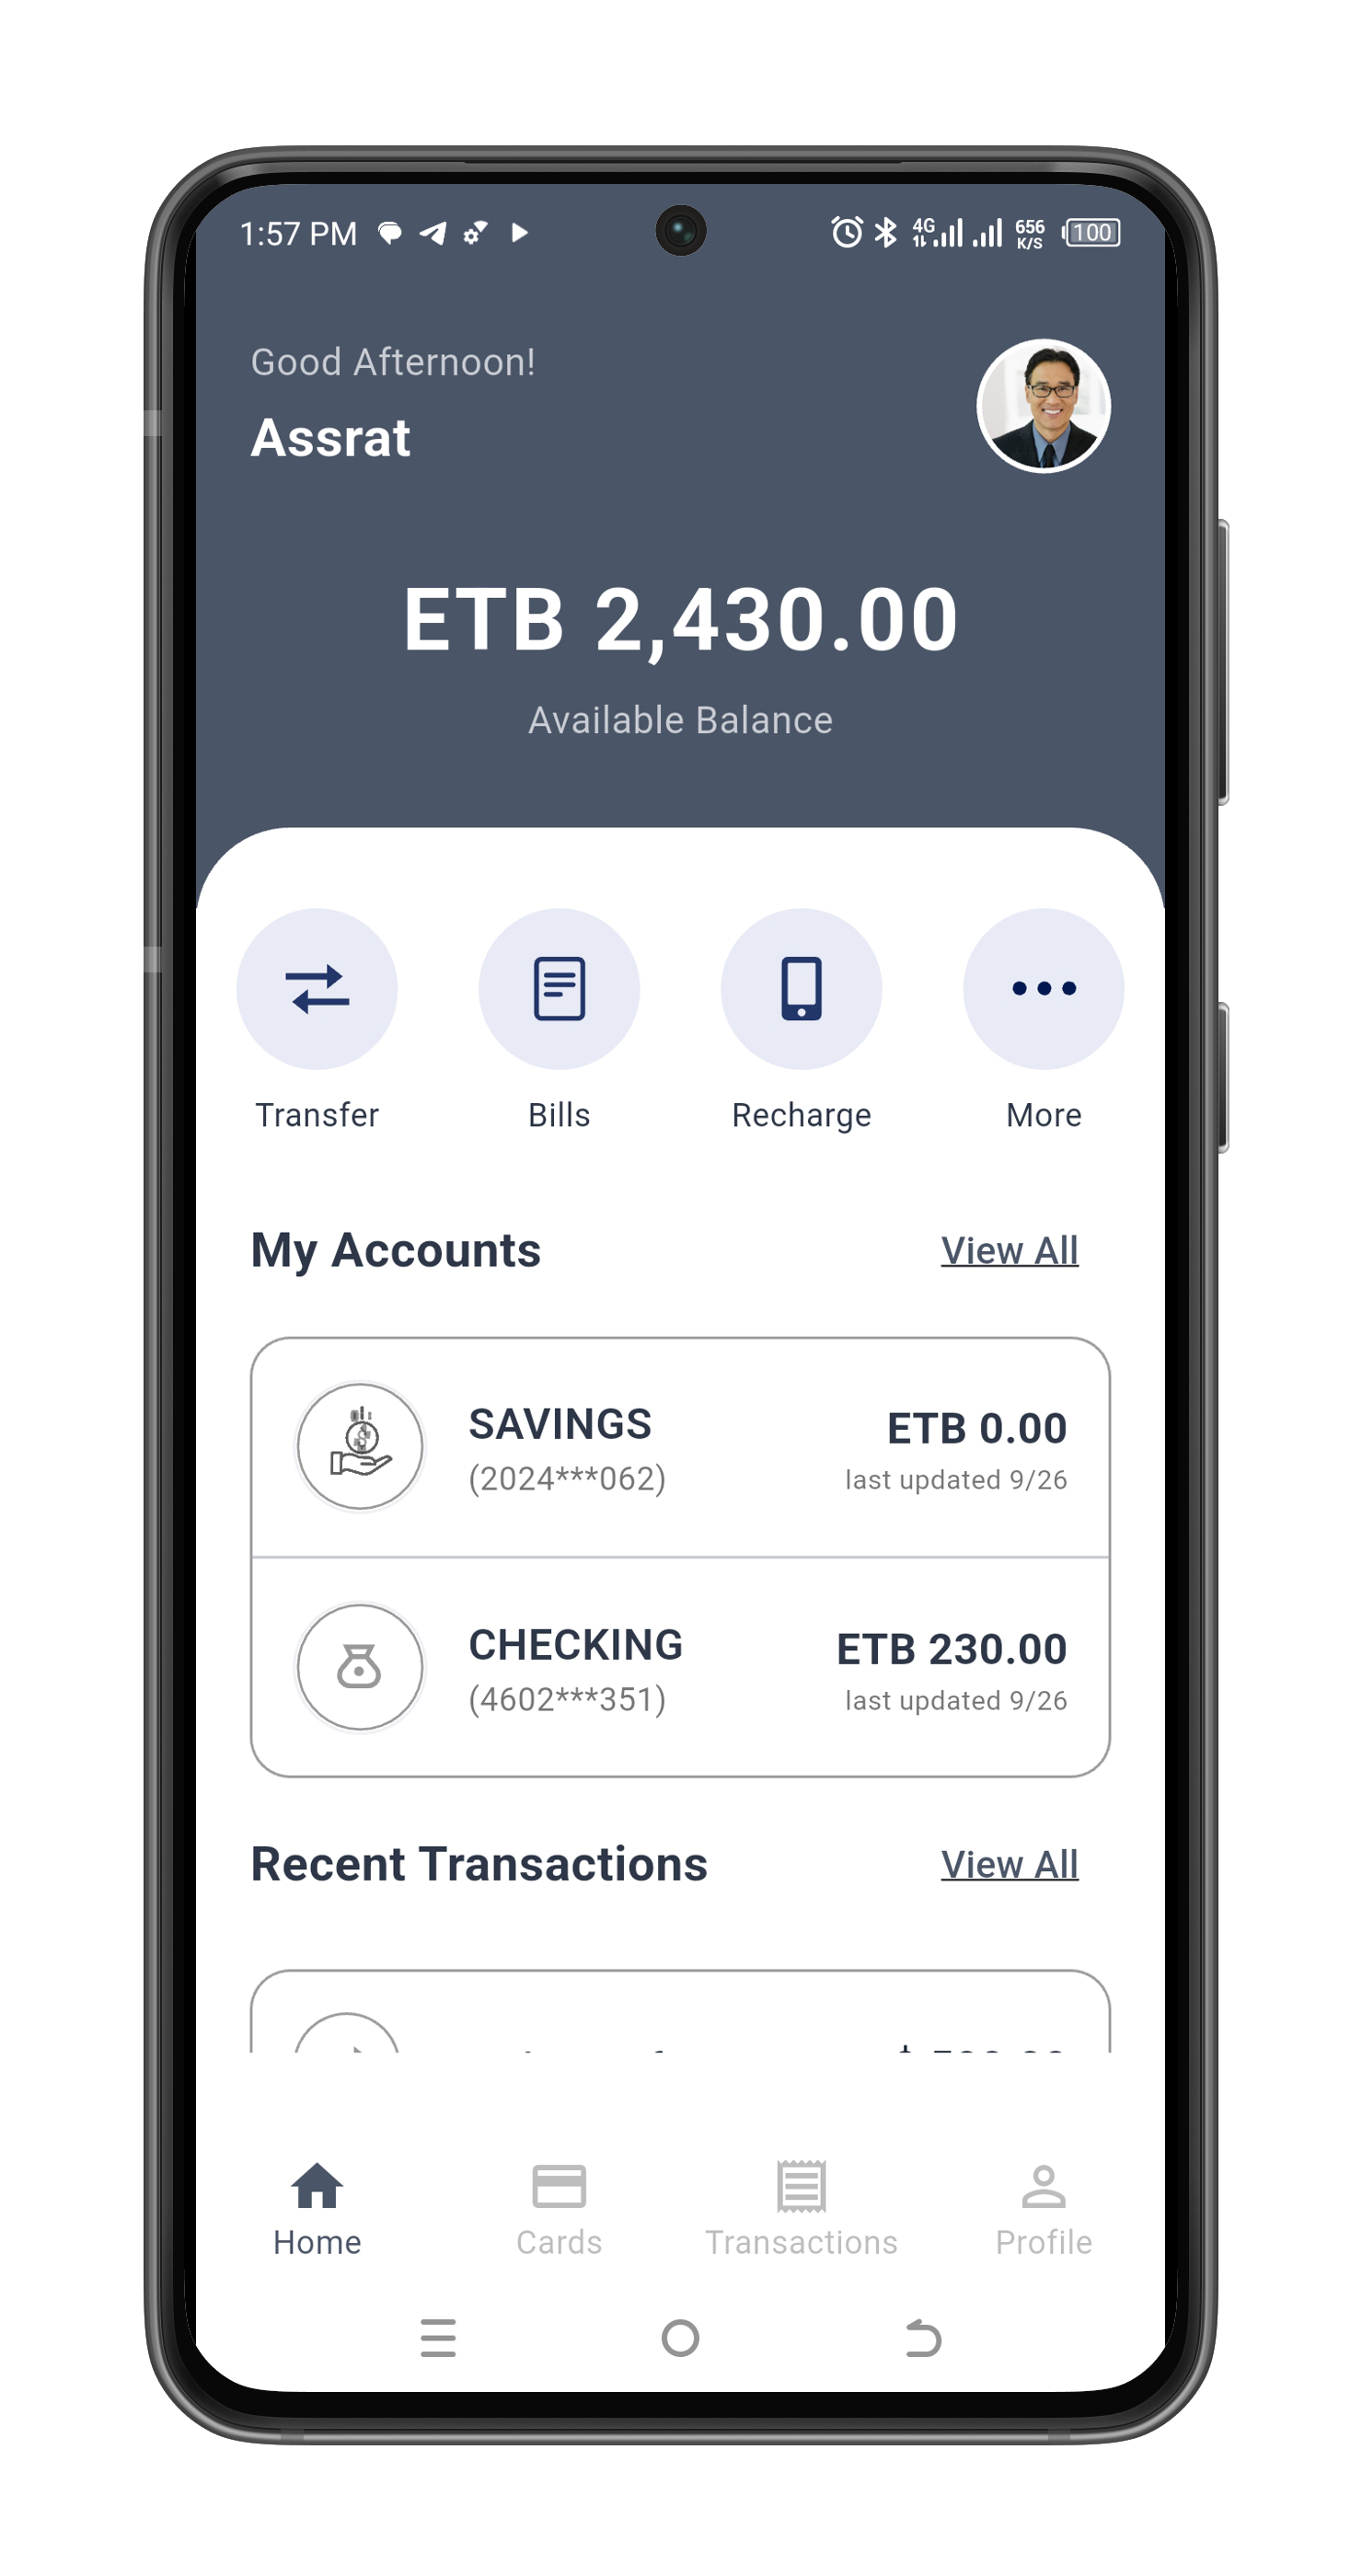 1:57 PM 4G 656 K/S 100
Good Afternoon!
Assrat
ETB 2,430.00
Available Balance
Transfer Bills Recharge More
My Accounts View All
SAVINGS ETB 0.00
(2024***062) last updated 9/26
CHECKING ETB 230.00
(4602***351) last updated 9/26
Recent Transactions View All
Home Cards Transactions Profile